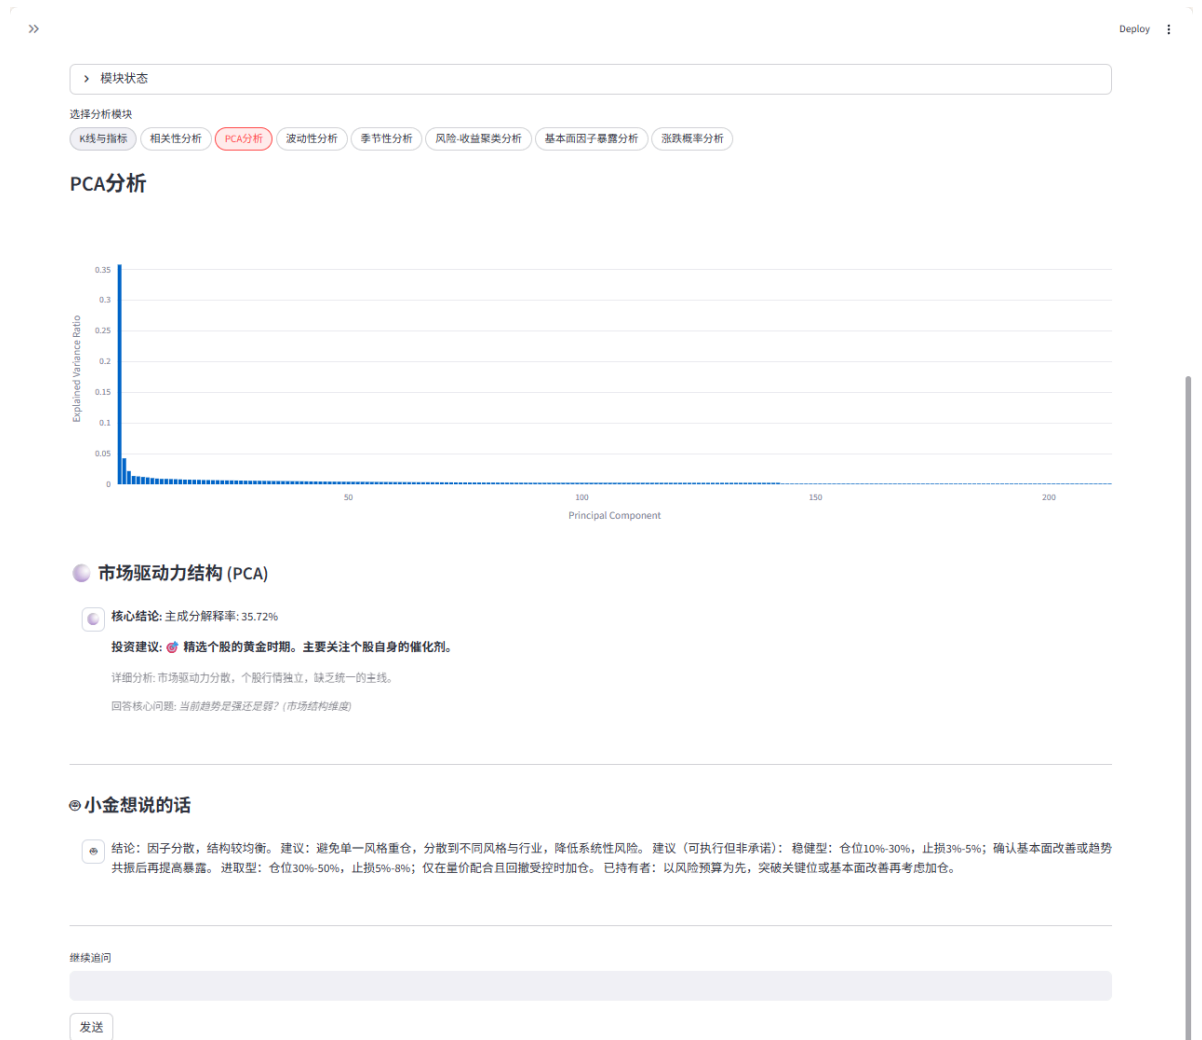 Deploy
模块状态
选择分析模块
K线与指标 相关性分析 PCA分析 波动性分析 季节性分析 风险-收益聚类分析 基本面因子暴露分析 涨跌概率分析
PCA分析
0.35
0.3
0.25
0.2
0.15
0.1
0.05
0
Explained Variance Ratio
50 100 150 200
Principal Component
市场驱动力结构 (PCA)
核心结论: 主成分解释率: 35.72%
投资建议: 🎯 精选个股的黄金时期。主要关注个股自身的催化剂。
详细分析: 市场驱动力分散，个股行情独立，缺乏统一的主线。
回答核心问题: 当前趋势是强还是弱？(市场结构维度)
小金想说的话
结论：因子分散，结构较均衡。 建议：避免单一风格重仓，分散到不同风格与行业，降低系统性风险。 建议（可执行但非承诺）： 稳健型：仓位10%-30%，止损3%-5%；确认基本面改善或趋势
共振后再提高暴露。 进取型：仓位30%-50%，止损5%-8%；仅在量价配合且回撤受控时加仓。 已持有者：以风险预算为先，突破关键位或基本面改善再考虑加仓。
继续追问
发送